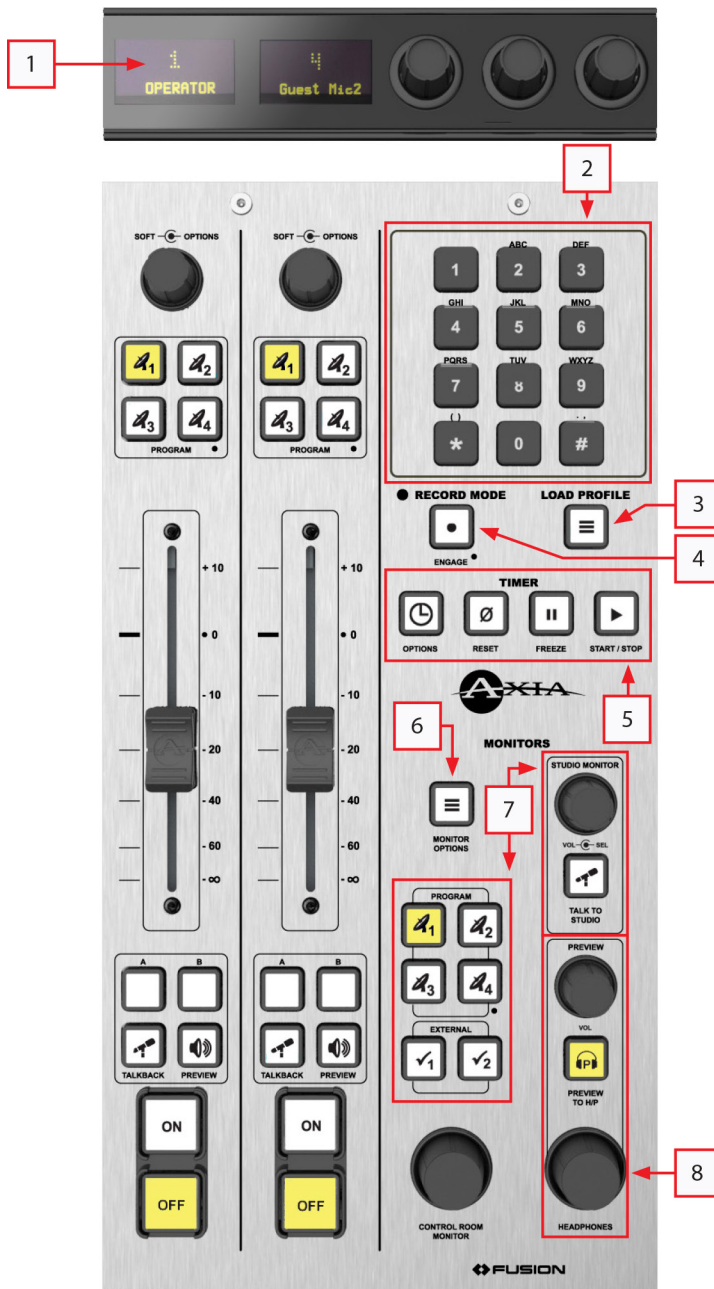 1
1
OPERATOR
4
Guest Mic2
2
SOFT OPTIONS
SOFT OPTIONS
1 2
3 4
PROGRAM
1 2
3 4
PROGRAM
ABC DEF
1 2 3
GHI JKL MNO
4 5 6
PQRS TUV WXYZ
7 8 9
( ) . ,
* 0 #
RECORD MODE
LOAD PROFILE
3
4
ENGAGE
TIMER
Ø
OPTIONS RESET FREEZE START / STOP
AXIA
5
6
+ 10
0
- 10
- 20
- 40
- 60
- ∞
+ 10
0
- 10
- 20
- 40
- 60
- ∞
MONITORS
7
MONITOR
OPTIONS
STUDIO MONITOR
VOL SEL
TALK TO
STUDIO
PROGRAM
1 2
3 4
EXTERNAL
1 2
PREVIEW
VOL
P
PREVIEW
TO H/P
8
HEADPHONES
CONTROL ROOM
MONITOR
A B
TALKBACK PREVIEW
ON
OFF
A B
TALKBACK PREVIEW
ON
OFF
FUSION